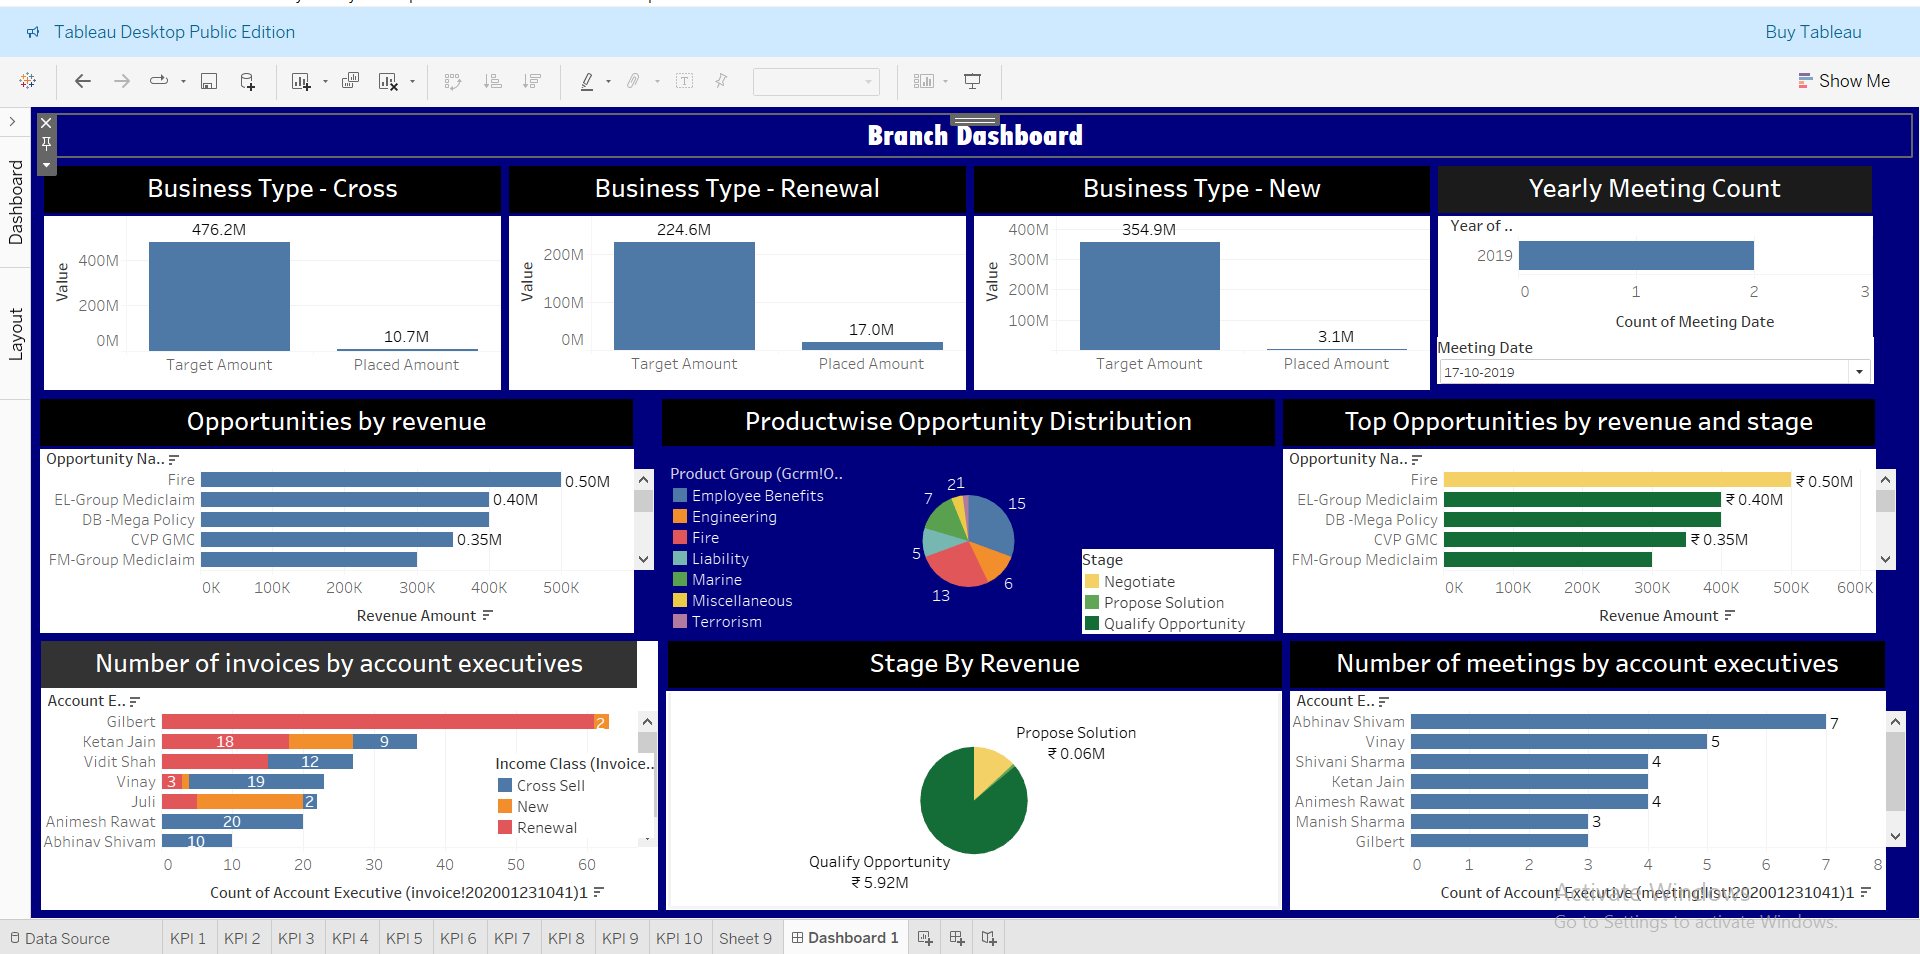 Tableau Desktop Public Edition
Buy Tableau
Show Me
Dashboard
Layout
Branch Dashboard
Business Type - Cross
Value
476.2M
400M
200M
0M
10.7M
Target Amount
Placed Amount
Business Type - Renewal
Value
224.6M
200M
100M
0M
17.0M
Target Amount
Placed Amount
Business Type - New
Value
354.9M
400M
300M
200M
100M
3.1M
Target Amount
Placed Amount
Yearly Meeting Count
Year of ..
2019
0 1 2 3
Count of Meeting Date
Meeting Date
17-10-2019
Opportunities by revenue
Opportunity Na..
Fire 0.50M
EL-Group Mediclaim 0.40M
DB -Mega Policy
CVP GMC 0.35M
FM-Group Mediclaim
0K 100K 200K 300K 400K 500K
Revenue Amount
Productwise Opportunity Distribution
Product Group (Gcrm!O..
Employee Benefits
Engineering
Fire
Liability
Marine
Miscellaneous
Terrorism
21
7
15
5
6
13
Stage
Negotiate
Propose Solution
Qualify Opportunity
Top Opportunities by revenue and stage
Opportunity Na..
Fire ₹ 0.50M
EL-Group Mediclaim ₹ 0.40M
DB -Mega Policy
CVP GMC ₹ 0.35M
FM-Group Mediclaim
0K 100K 200K 300K 400K 500K 600K
Revenue Amount
Number of invoices by account executives
Account E..
Gilbert 2
Ketan Jain 18 9
Vidit Shah 12
Vinay 3 19
Juli 2
Animesh Rawat 20
Abhinav Shivam 10
0 10 20 30 40 50 60
Count of Account Executive (invoice!202001231041)1
Income Class (Invoice..
Cross Sell
New
Renewal
Stage By Revenue
Propose Solution
₹ 0.06M
Qualify Opportunity
₹ 5.92M
Number of meetings by account executives
Account E..
Abhinav Shivam 7
Vinay 5
Shivani Sharma 4
Ketan Jain
Animesh Rawat 4
Manish Sharma 3
Gilbert
0 1 2 3 4 5 6 7 8
Count of Account Executive (meeting list!202001231041)1
Activate Windows
Go to Settings to activate Windows.
Data Source
KPI 1
KPI 2
KPI 3
KPI 4
KPI 5
KPI 6
KPI 7
KPI 8
KPI 9
KPI 10
Sheet 9
Dashboard 1